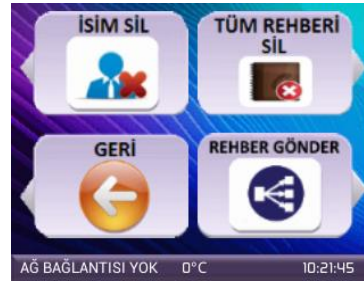 İSİM SİL
TÜM REHBERİ
SİL
GERİ
REHBER GÖNDER
AĞ BAĞLANTISI YOK 0°C 10:21:45